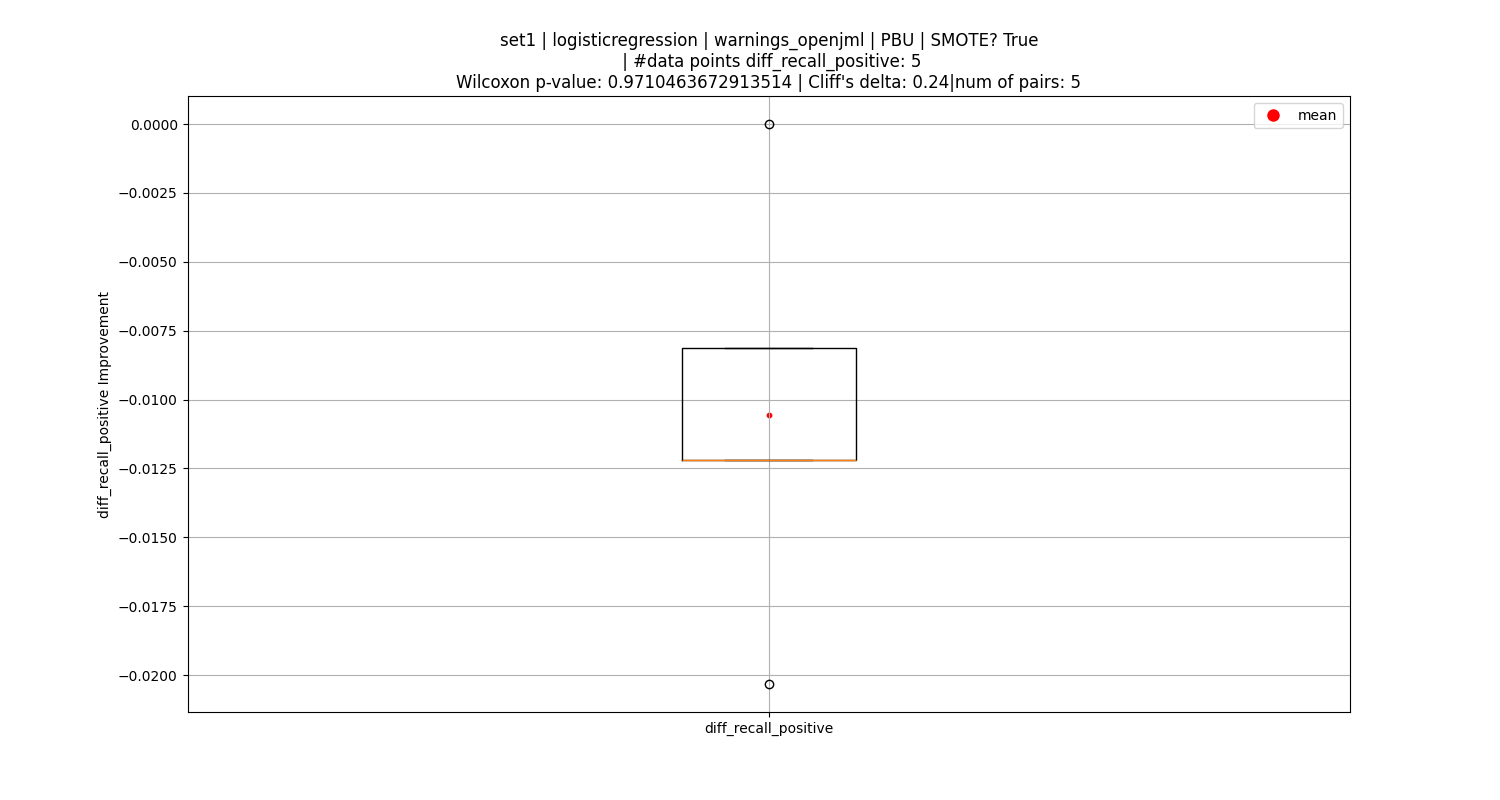 set1 | logisticregression | warnings_openjml | PBU | SMOTE? True
| #data points diff_recall_positive: 5
Wilcoxon p-value: 0.9710463672913514 | Cliff's delta: 0.24|num of pairs: 5
mean
0.0000
−0.0025
−0.0050
−0.0075
−0.0100
−0.0125
−0.0150
−0.0175
−0.0200
diff_recall_positive Improvement
diff_recall_positive